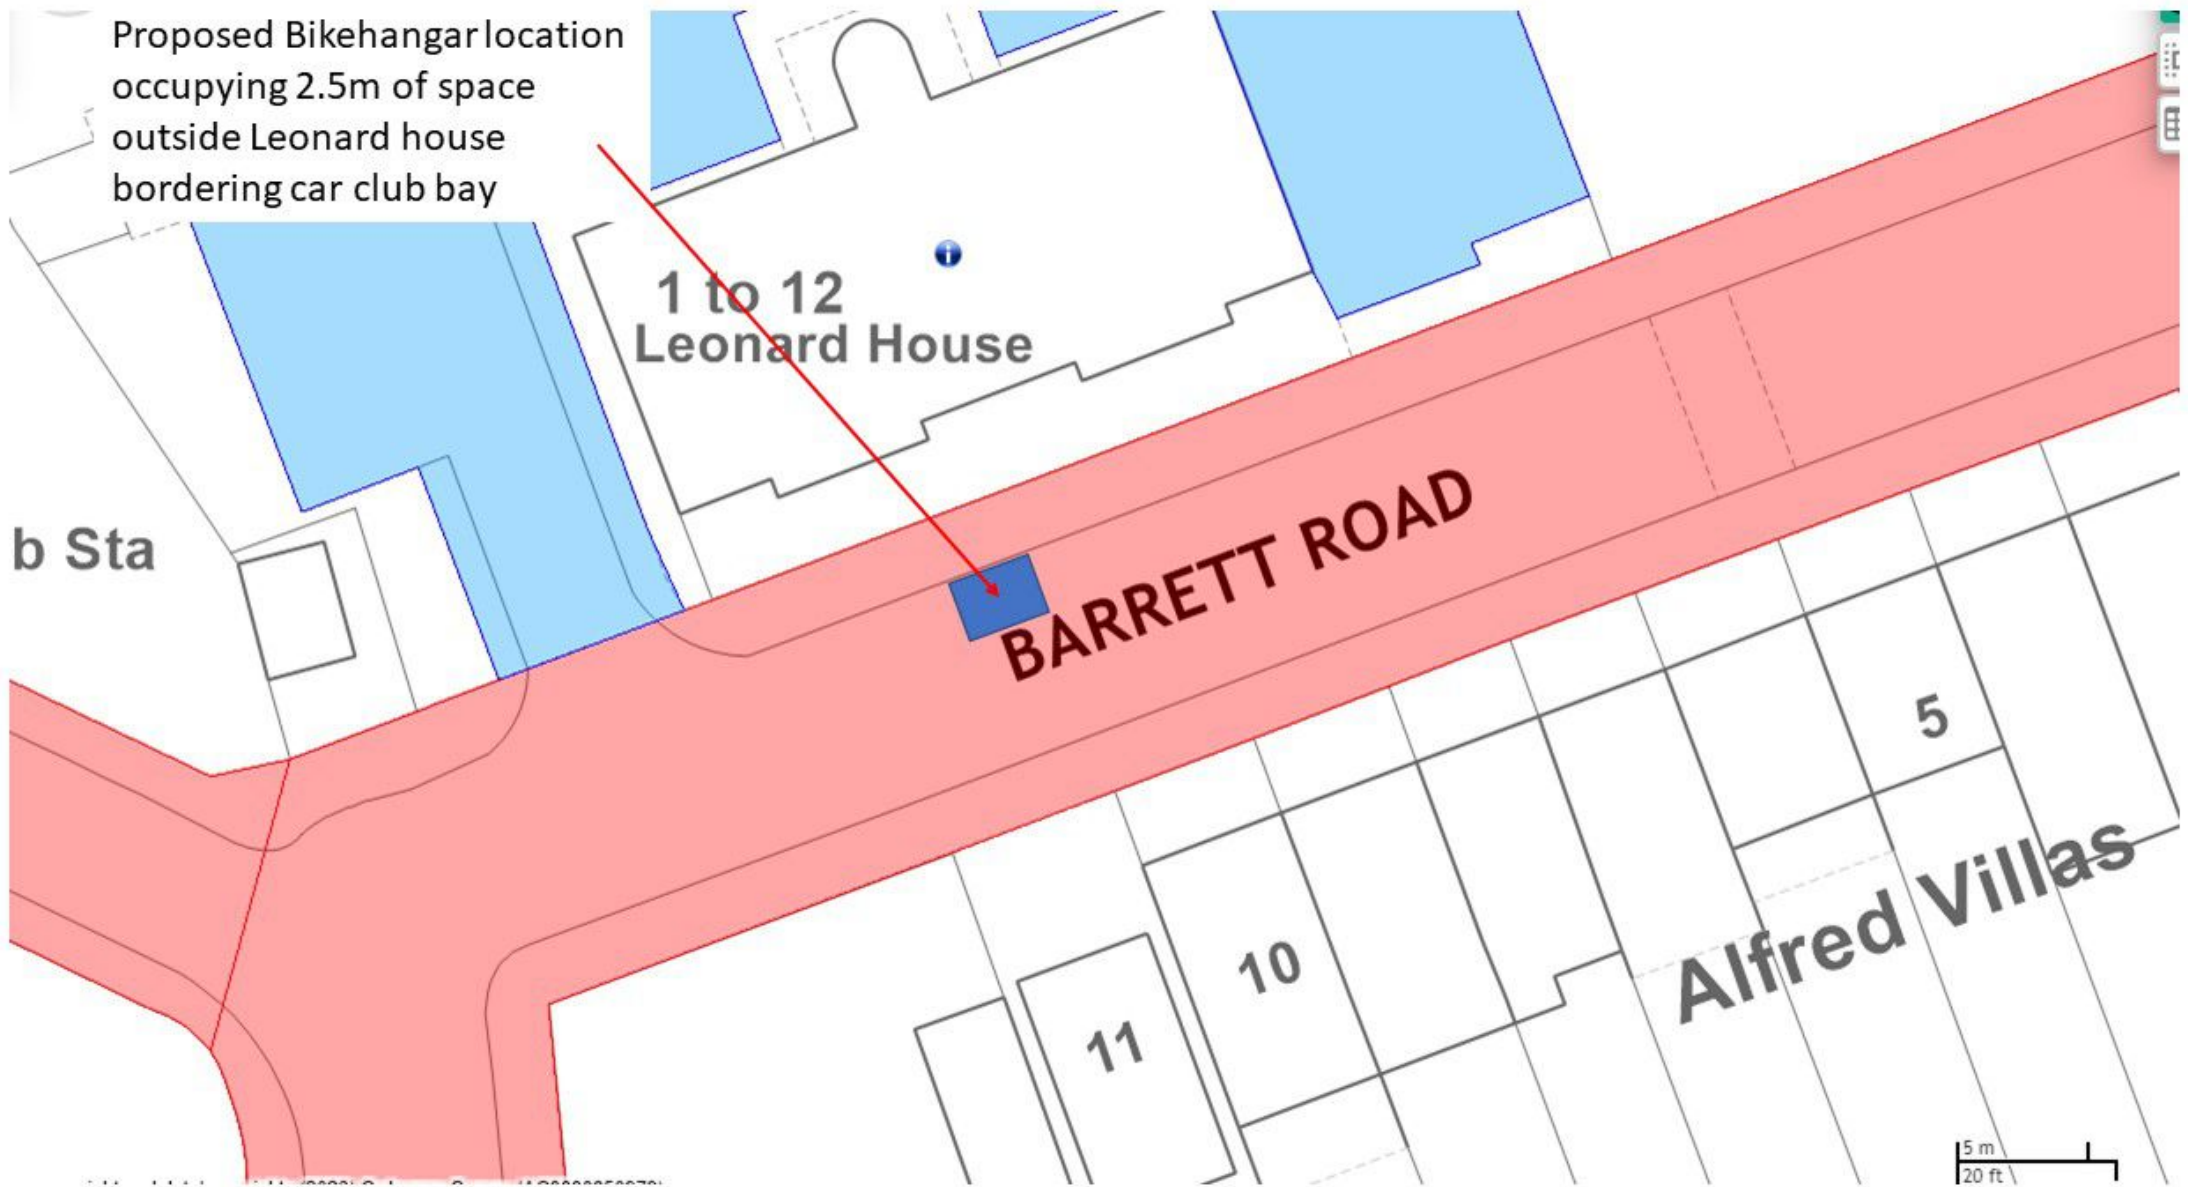 Proposed Bikehangar location
occupying 2.5m of space
outside Leonard house
bordering car club bay
1 to 12
Leonard House
b Sta
BARRETT ROAD
5
10
11
Alfred Villas
5 m
20 ft